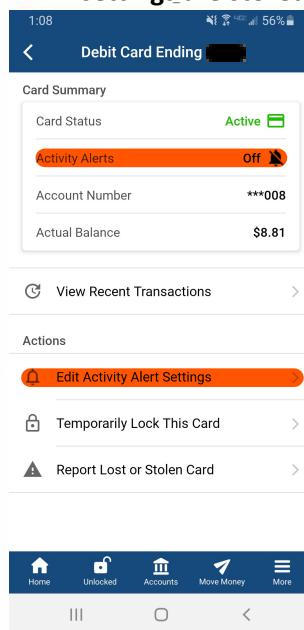 1:08 56%
Debit Card Ending
Card Summary
Card Status Active
Activity Alerts Off
Account Number ***008
Actual Balance $8.81
View Recent Transactions
Actions
Edit Activity Alert Settings
Temporarily Lock This Card
Report Lost or Stolen Card
Home Unlocked Accounts Move Money More